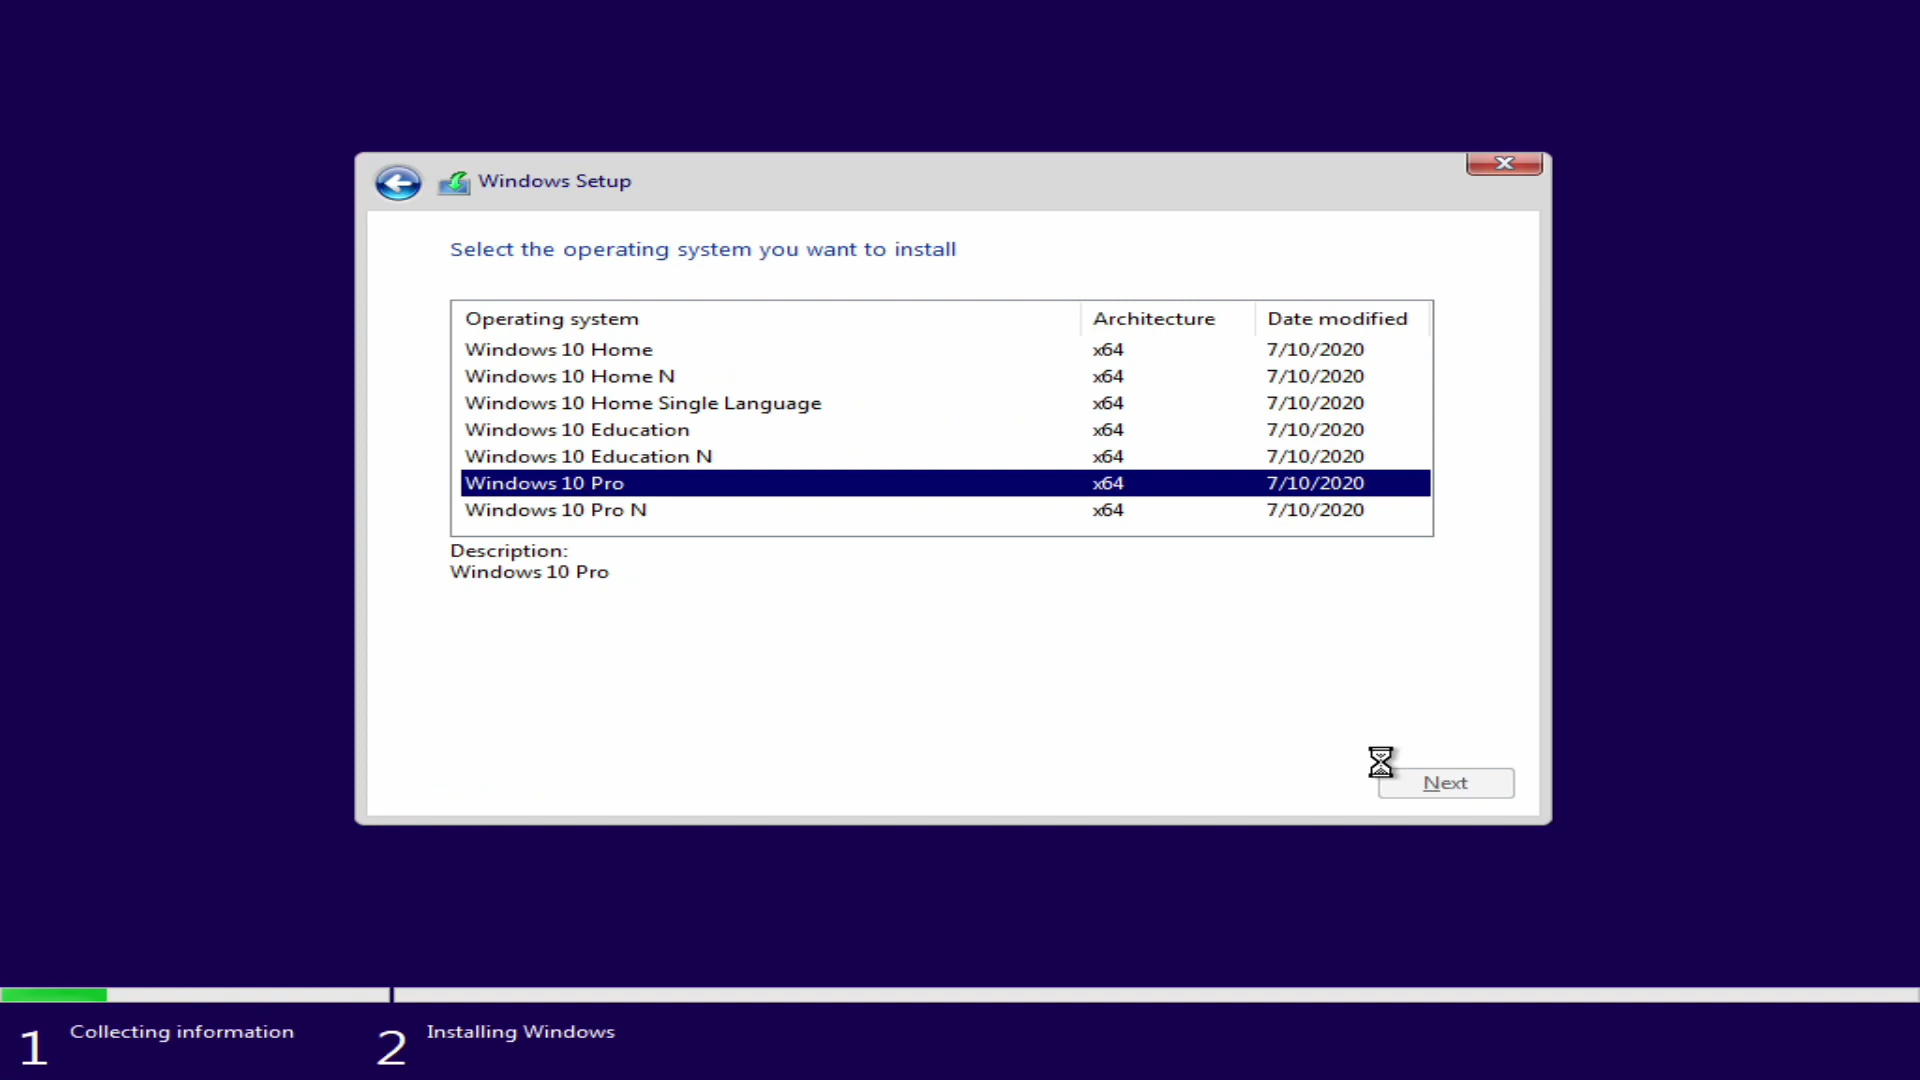 Windows Setup
Select the operating system you want to install
Operating system Architecture Date modified
Windows 10 Home x64 7/10/2020
Windows 10 Home N x64 7/10/2020
Windows 10 Home Single Language x64 7/10/2020
Windows 10 Education x64 7/10/2020
Windows 10 Education N x64 7/10/2020
Windows 10 Pro x64 7/10/2020
Windows 10 Pro N x64 7/10/2020
Description:
Windows 10 Pro
Next
1 Collecting information 2 Installing Windows